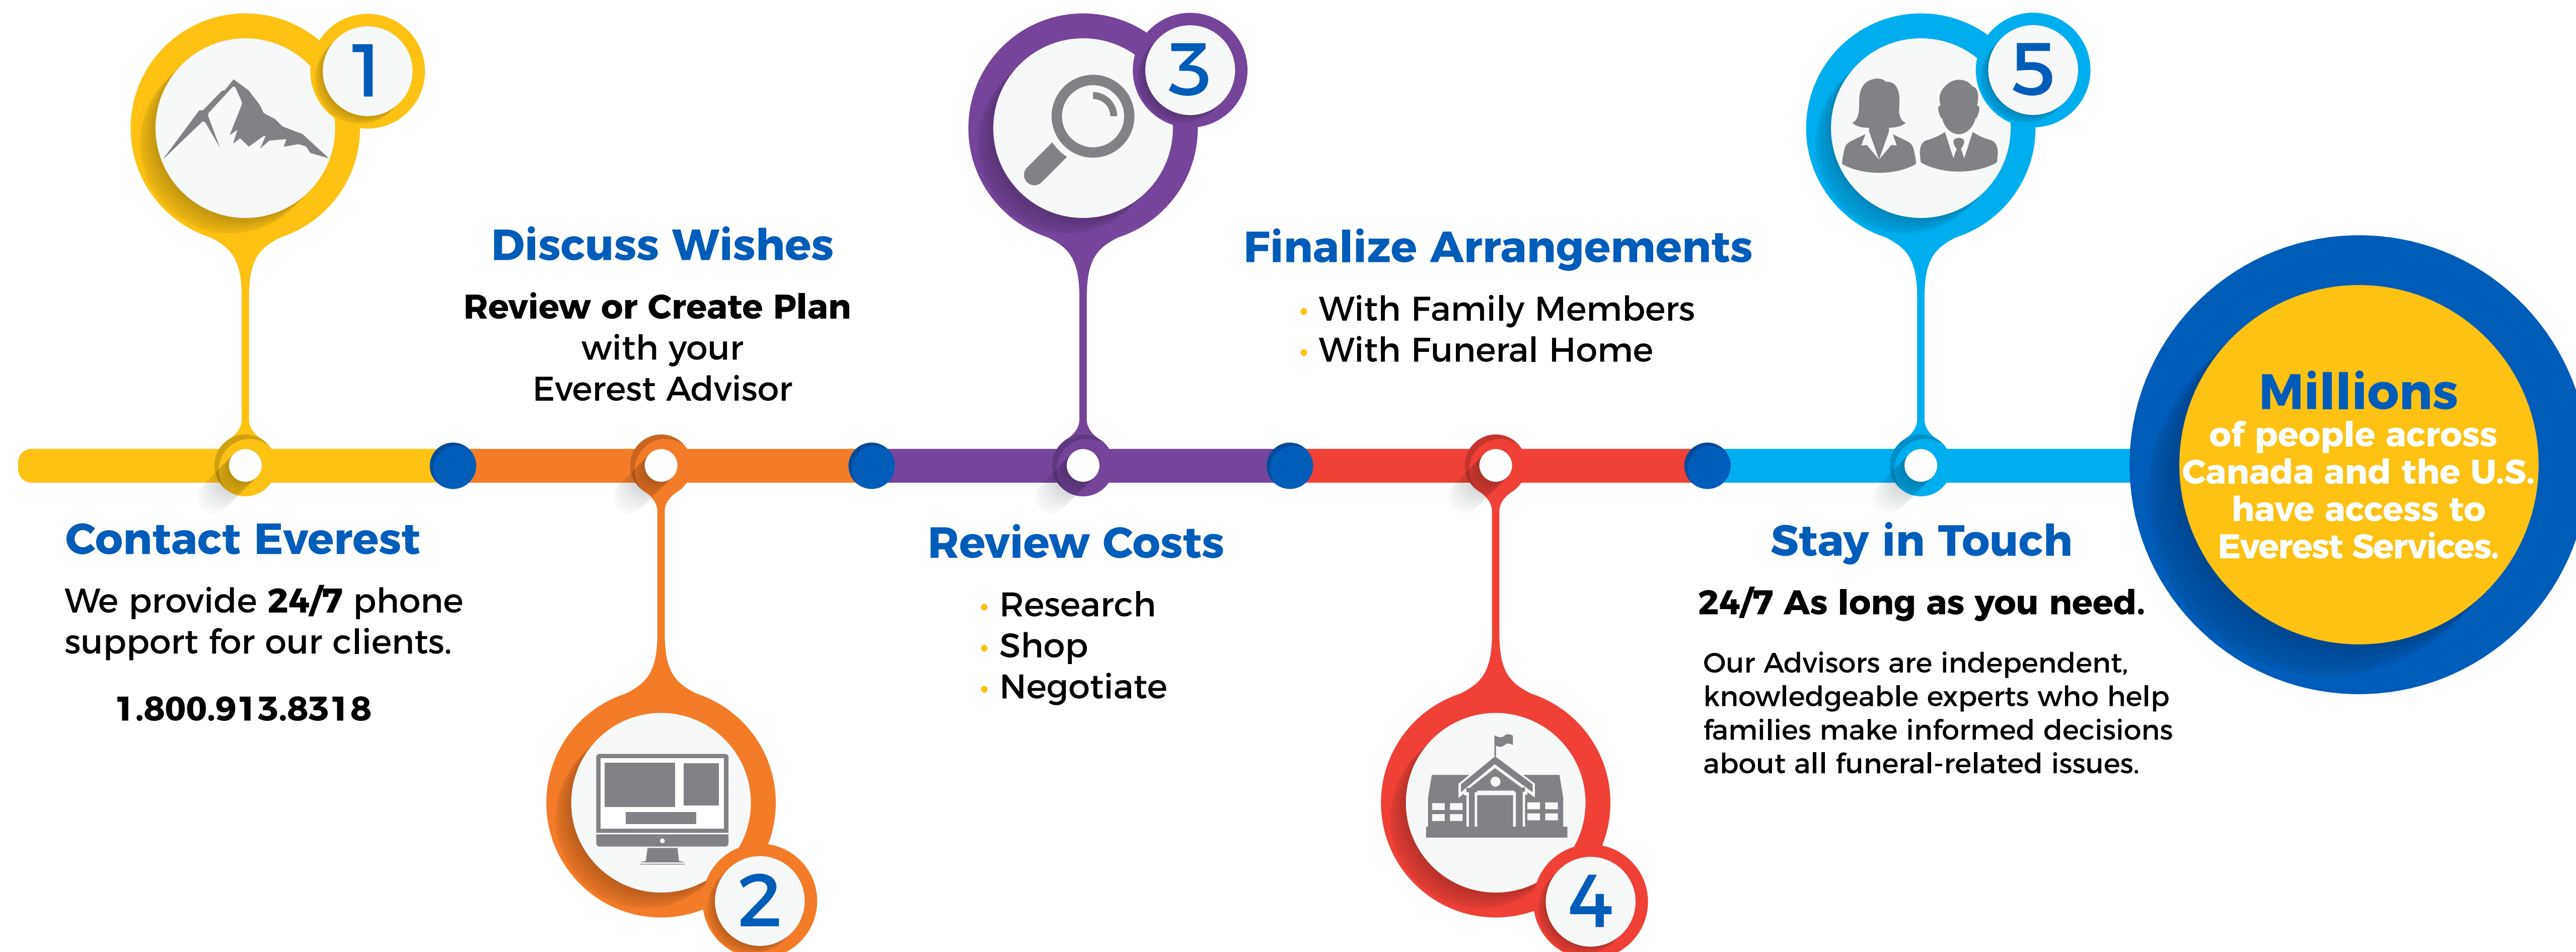 1
Contact Everest
We provide 24/7 phone
support for our clients.
1.800.913.8318
Discuss Wishes
Review or Create Plan
with your
Everest Advisor
2
3
Review Costs
• Research
• Shop
• Negotiate
Finalize Arrangements
• With Family Members
• With Funeral Home
4
5
Stay in Touch
24/7 As long as you need.
Our Advisors are independent,
knowledgeable experts who help
families make informed decisions
about all funeral-related issues.
Millions
of people across
Canada and the U.S.
have access to
Everest Services.